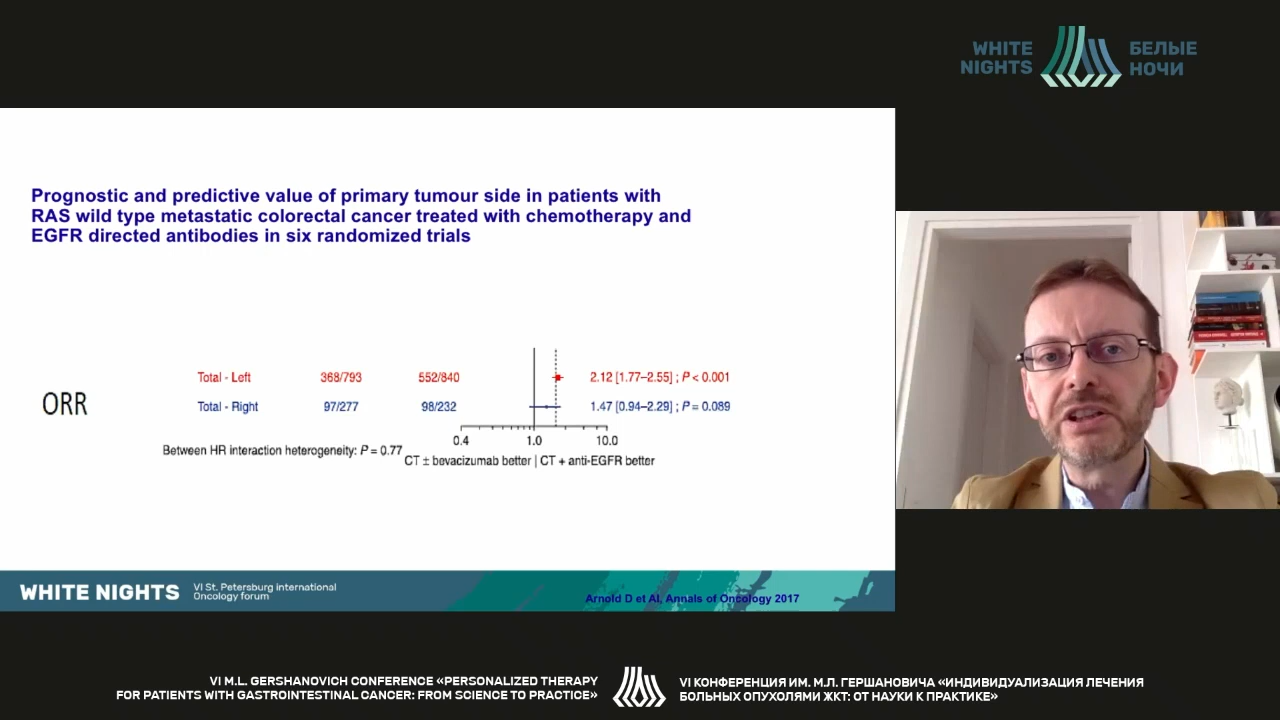 WHITE
NIGHTS
БЕЛЫЕ
НОЧИ
Prognostic and predictive value of primary tumour side in patients with
RAS wild type metastatic colorectal cancer treated with chemotherapy and
EGFR directed antibodies in six randomized trials
ORR
Total - Left 368/793 552/840 2.12 [1.77–2.55] ; P < 0.001
Total - Right 97/277 98/232 1.47 [0.94–2.29] ; P = 0.089
0.4 1.0 10.0
Between HR interaction heterogeneity: P = 0.77
CT ± bevacizumab better | CT + anti-EGFR better
WHITE NIGHTS
VI St. Petersburg international
Oncology forum
Arnold D et Al, Annals of Oncology 2017
VI M.L. GERSHANOVICH CONFERENCE «PERSONALIZED THERAPY
FOR PATIENTS WITH GASTROINTESTINAL CANCER: FROM SCIENCE TO PRACTICE»
VI КОНФЕРЕНЦИЯ ИМ. М.Л. ГЕРШАНОВИЧА «ИНДИВИДУАЛИЗАЦИЯ ЛЕЧЕНИЯ
БОЛЬНЫХ ОПУХОЛЯМИ ЖКТ: ОТ НАУКИ К ПРАКТИКЕ»